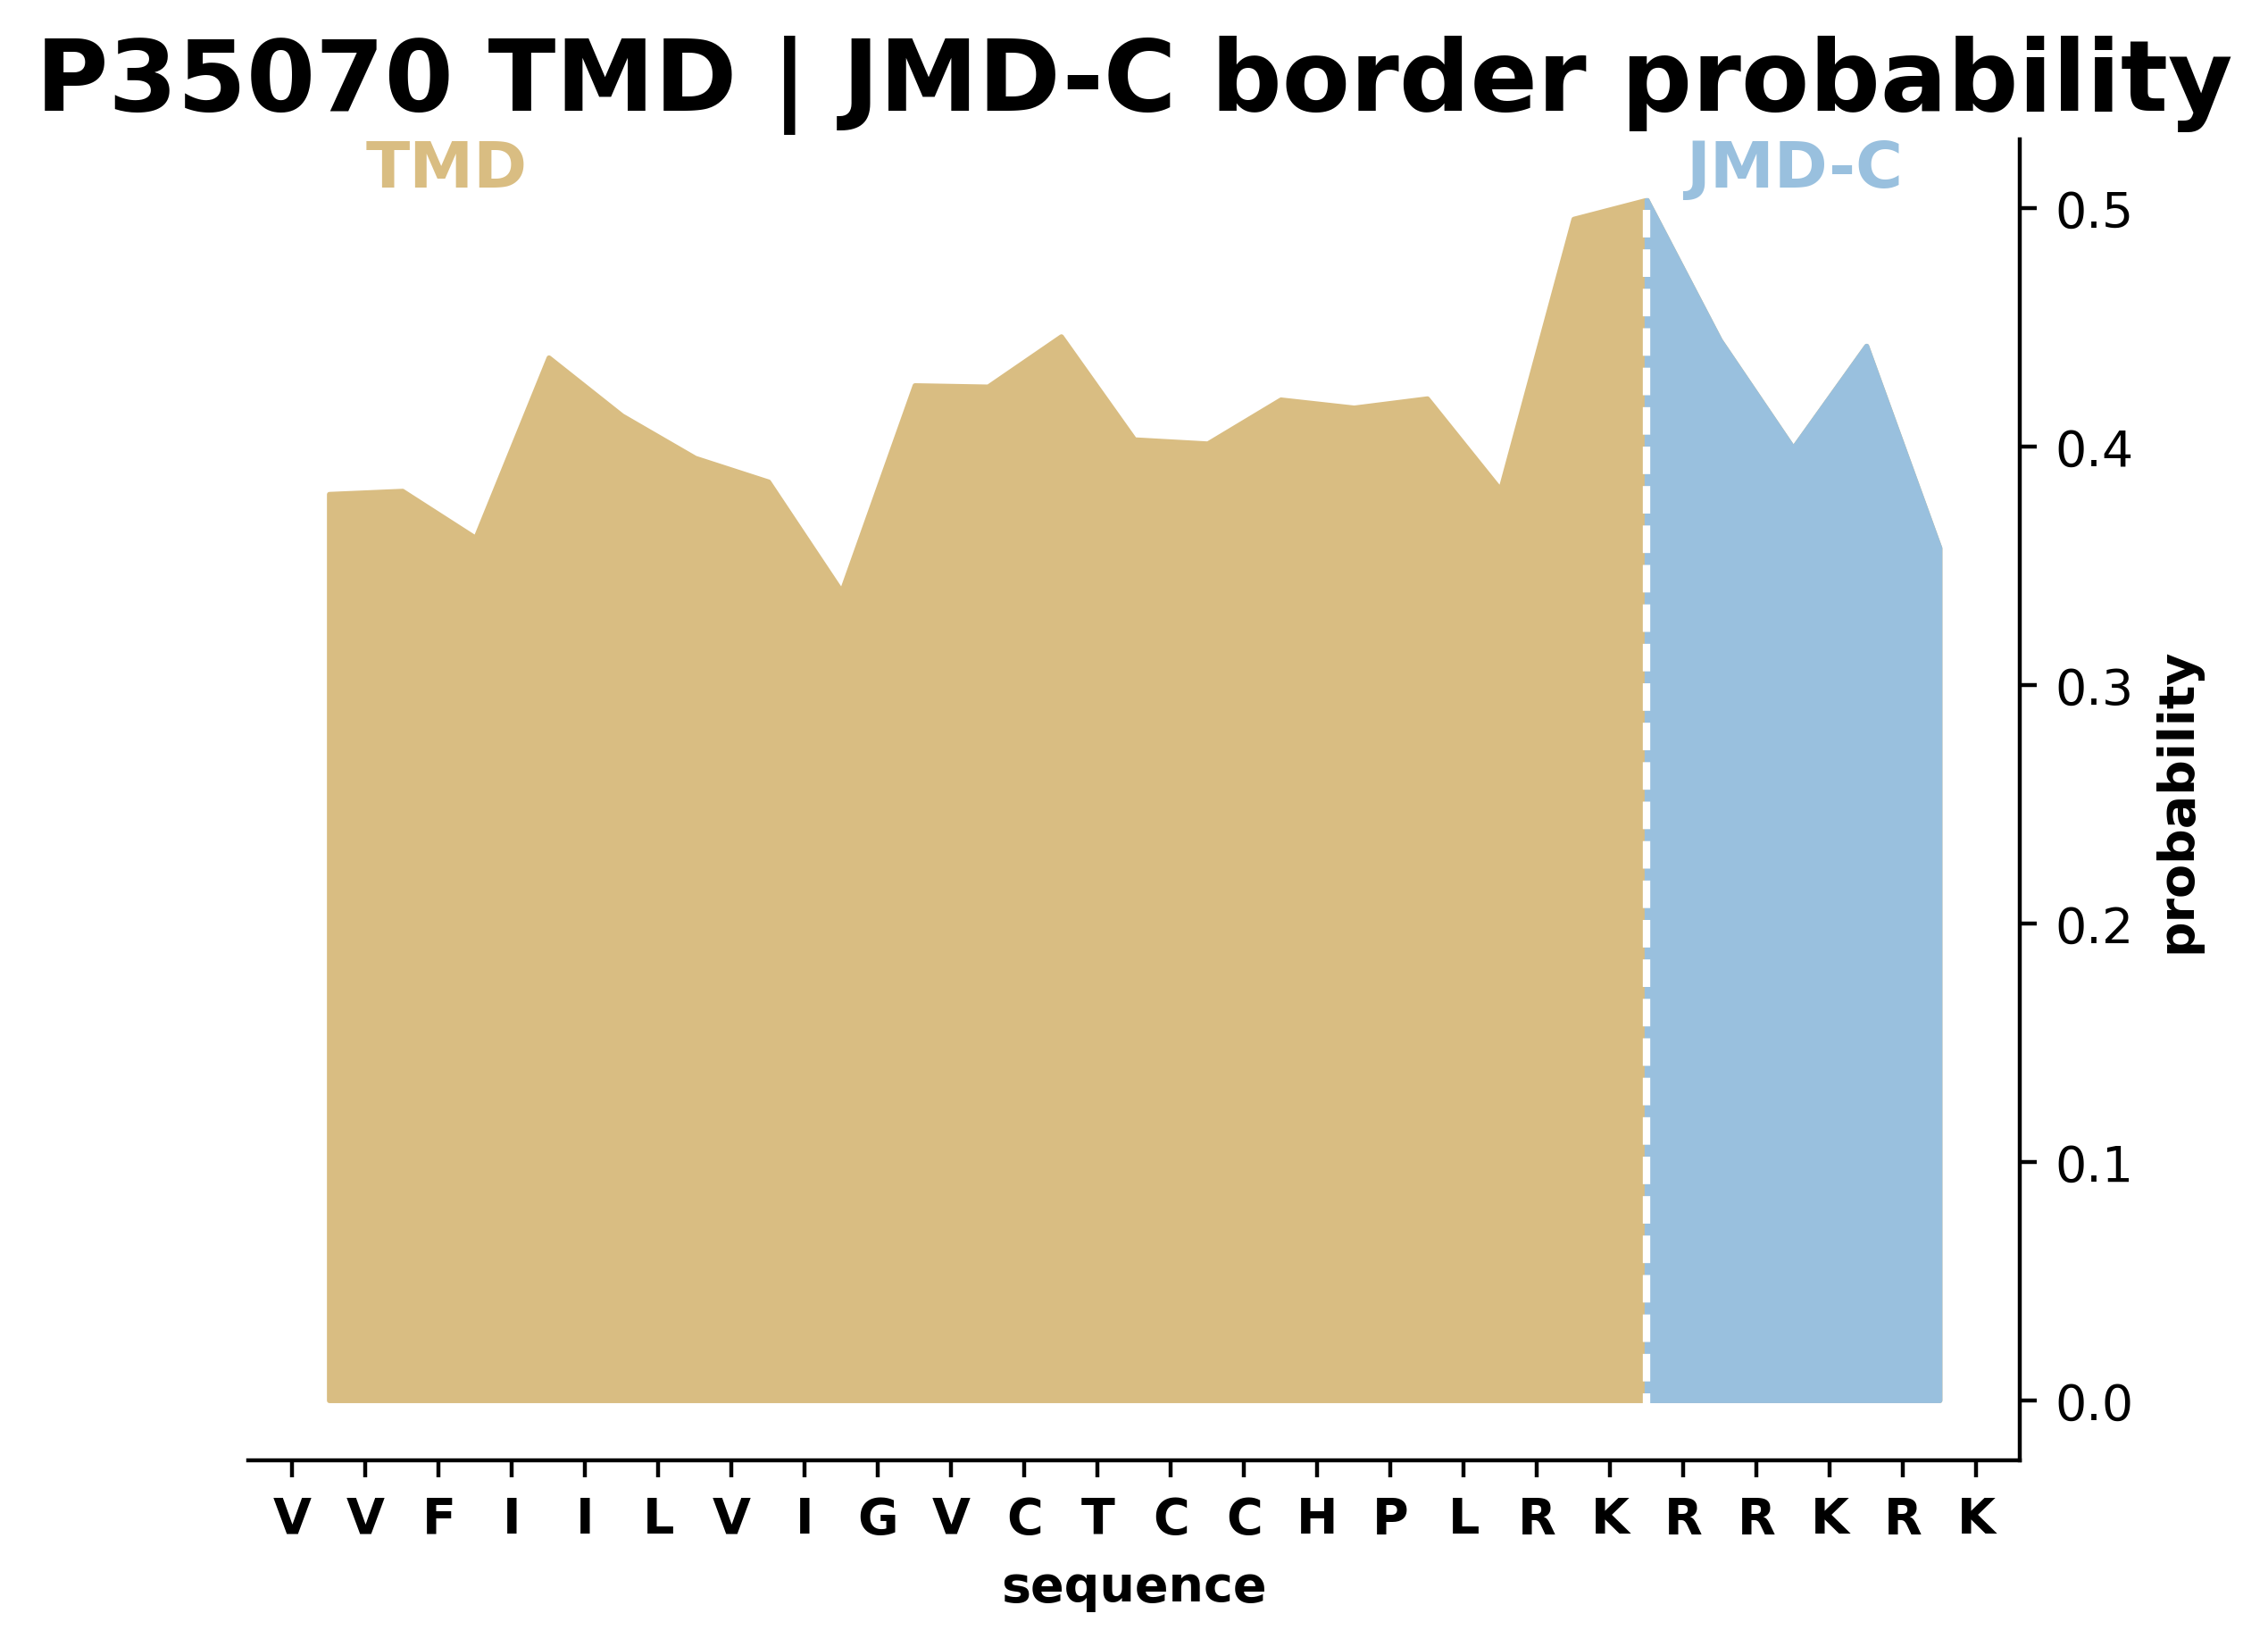 P35070 TMD | JMD-C border probability
TMD JMD-C
0.5
0.4
0.3
0.2
0.1
0.0
probability
V V F I I L V I G V C T C C H P L R K R R K R K
sequence